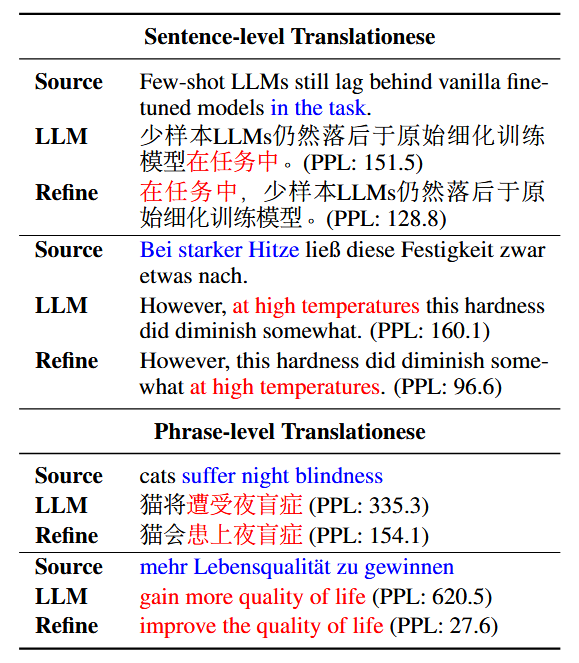 Sentence-level Translationese
Source Few-shot LLMs still lag behind vanilla fine-
tuned models in the task.
LLM 少样本LLMs仍然落后于原始细化训练
模型在任务中。(PPL: 151.5)
Refine 在任务中，少样本LLMs仍然落后于原
始细化训练模型。(PPL: 128.8)
Source Bei starker Hitze ließ diese Festigkeit zwar
etwas nach.
LLM However, at high temperatures this hardness
did diminish somewhat. (PPL: 160.1)
Refine However, this hardness did diminish some-
what at high temperatures. (PPL: 96.6)
Phrase-level Translationese
Source cats suffer night blindness
LLM 猫将遭受夜盲症 (PPL: 335.3)
Refine 猫会患上夜盲症 (PPL: 154.1)
Source mehr Lebensqualität zu gewinnen
LLM gain more quality of life (PPL: 620.5)
Refine improve the quality of life (PPL: 27.6)